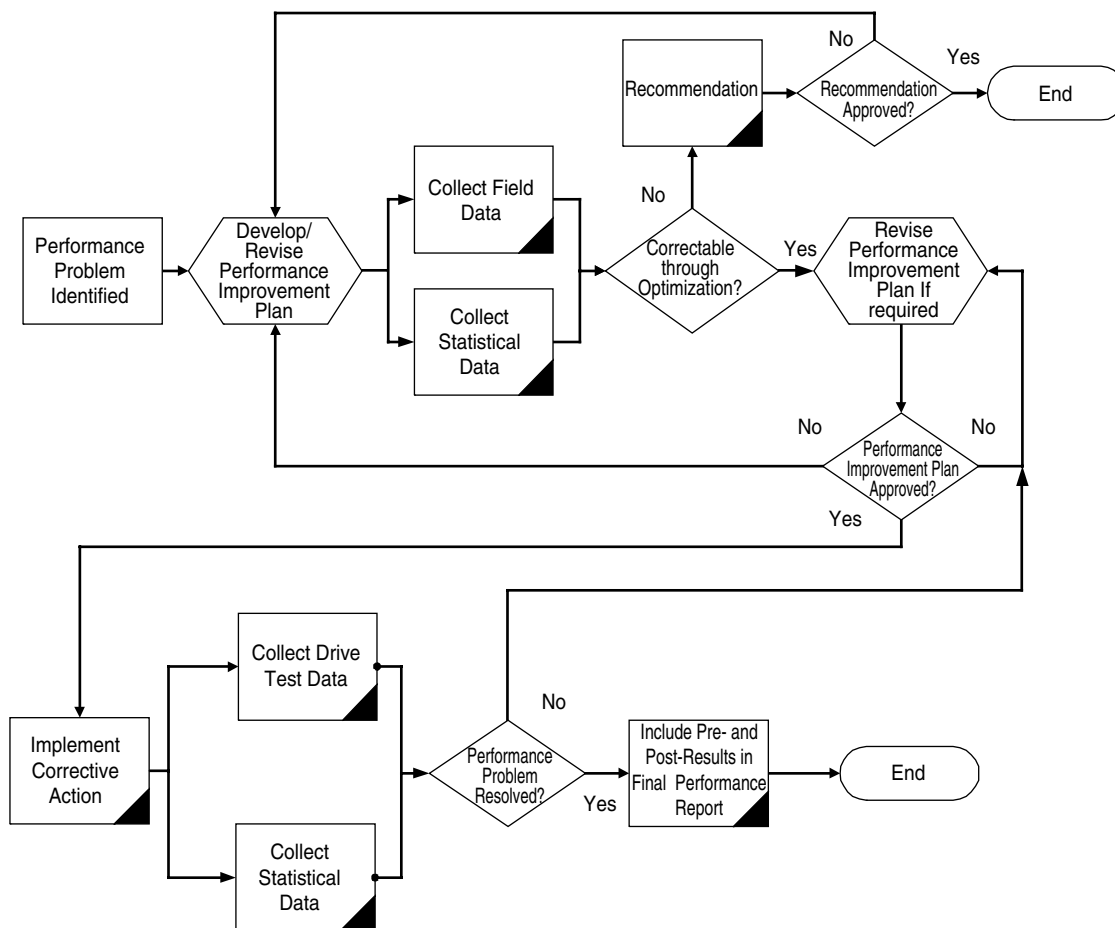 No
Yes
Recommendation
Recommendation
Approved?
End
Collect Field
Data
No
Performance
Problem
Identified
Develop/
Revise
Performance
Improvement
Plan
Correctable
through
Optimization?
Yes
Revise
Performance
Improvement
Plan If
required
Collect
Statistical
Data
No
No
Performance
Improvement Plan
Approved?
Yes
Collect Drive
Test Data
No
Implement
Corrective
Action
Performance
Problem
Resolved?
Yes
Include Pre- and
Post-Results in
Final Performance
Report
End
Collect
Statistical
Data